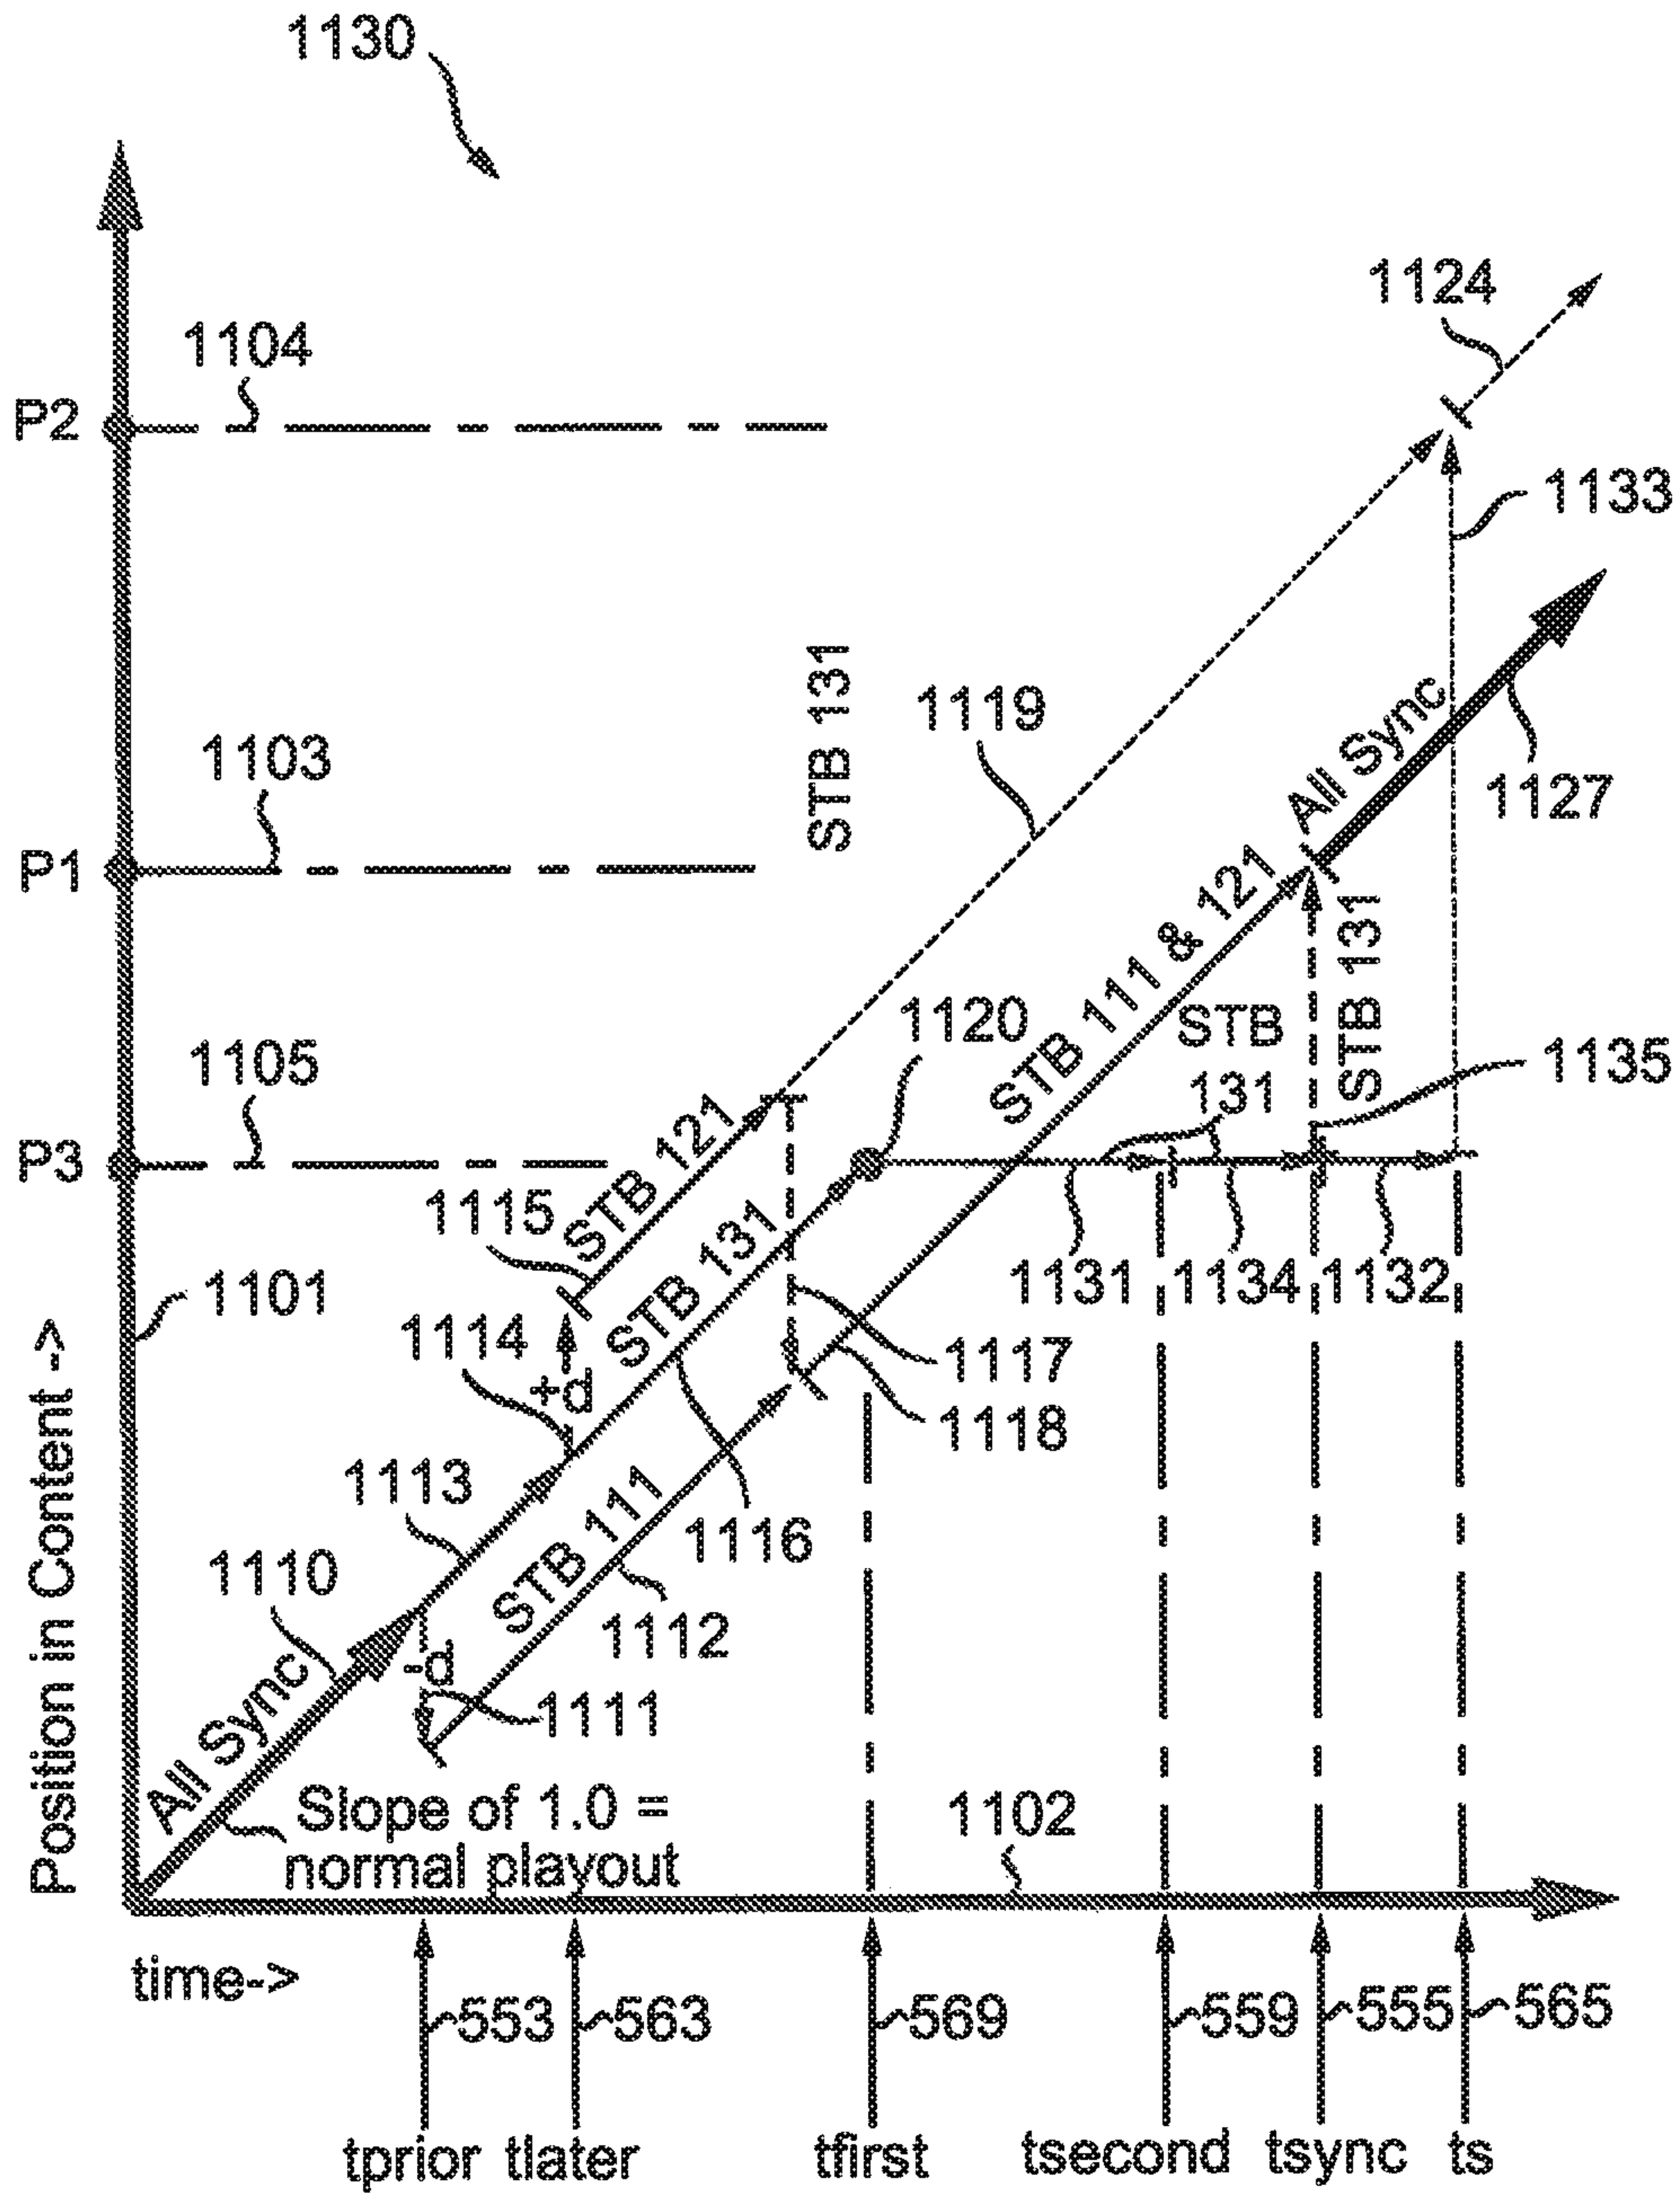 1130
1124
1104
P2
1133
STB 131
1119
All Sync
1103
1127
P1
STB 111 & 121
STB 131
1120
STB
1105
1135
131
P3
STB 121
1115
STB 131
1101
1131
1134
1132
1114
+d
1117
1118
1113
STB 111
1116
1110
1112
-d
1111
All Sync
Position in Content ->
Slope of 1.0 =
normal playout
1102
time->
553
563
569
559
555
565
tprior
tlater
tfirst
tsecond
tsync
ts